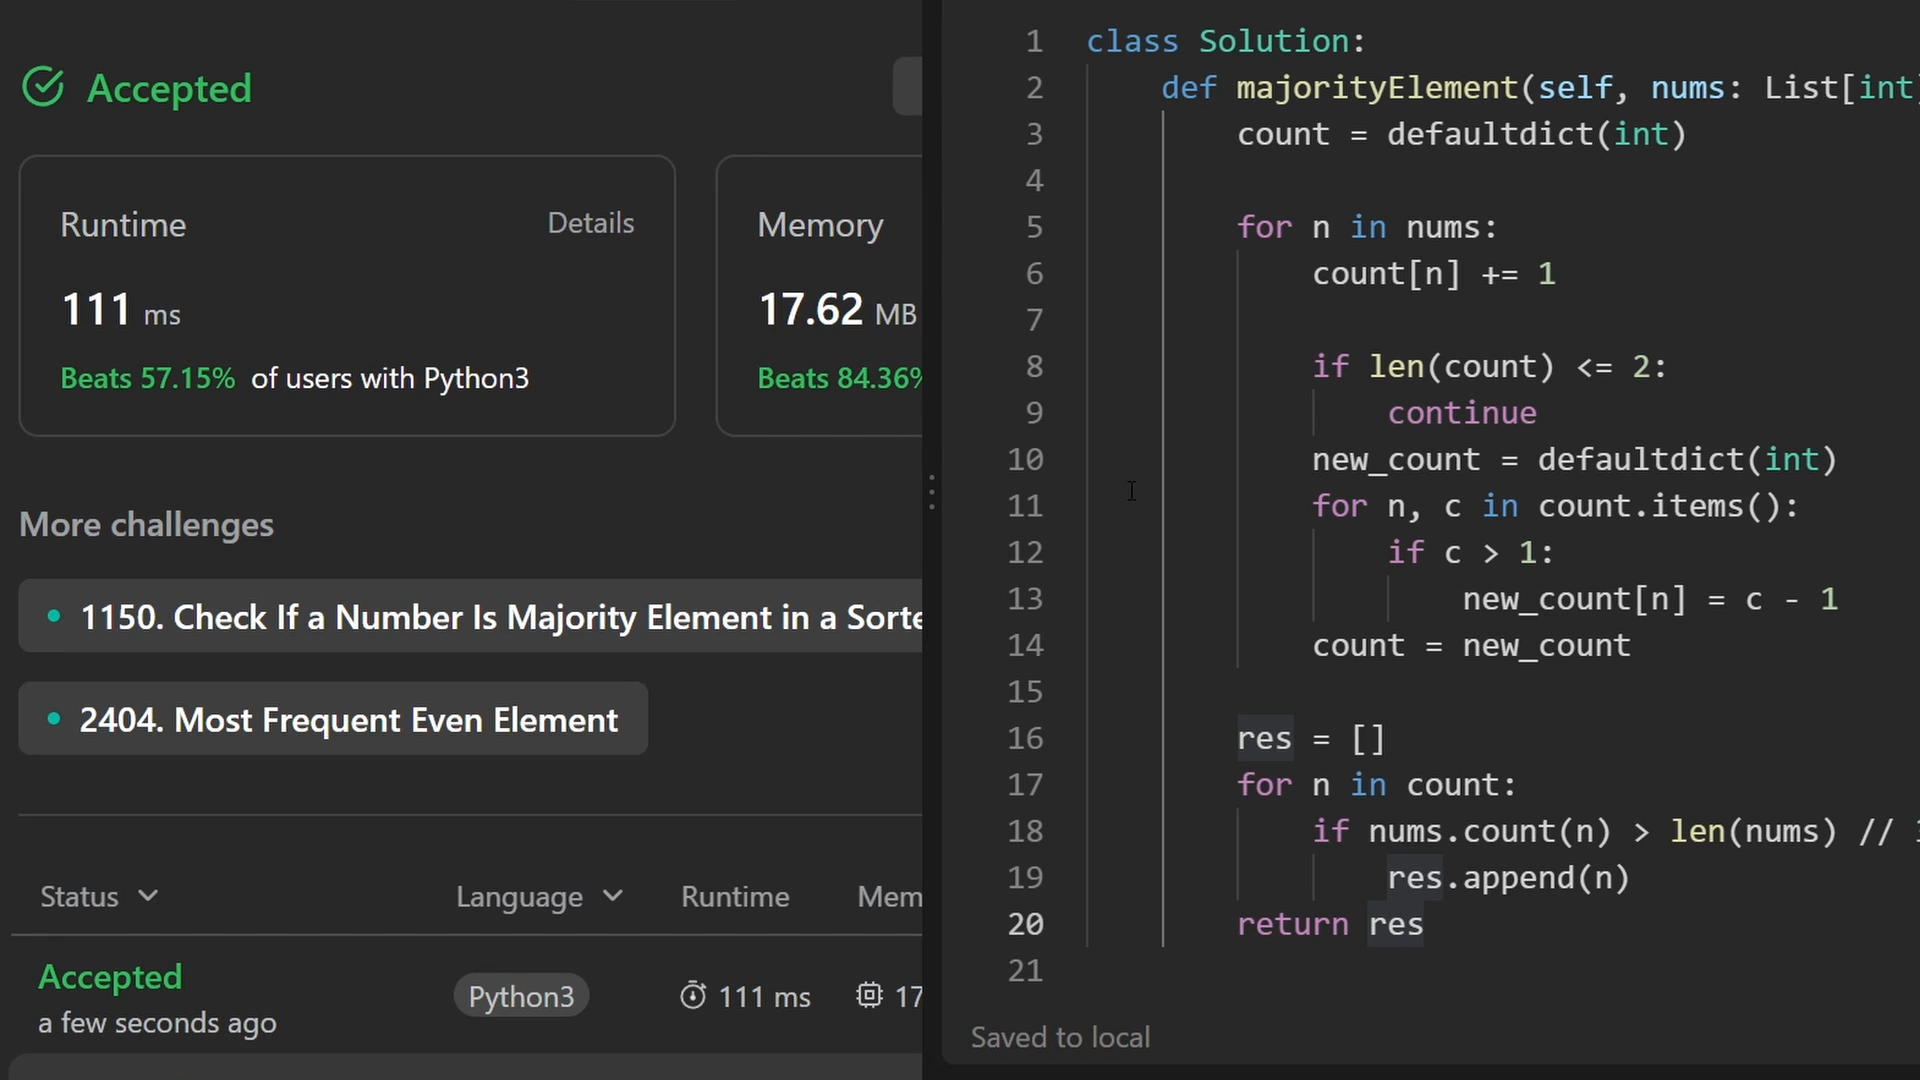 Accepted
Runtime Details
111 ms
Beats 57.15% of users with Python3
Memory
17.62 MB
Beats 84.36%
More challenges
1150. Check If a Number Is Majority Element in a Sorte
2404. Most Frequent Even Element
Status Language Runtime Mem
Accepted Python3 111 ms 17
a few seconds ago
1 class Solution:
2     def majorityElement(self, nums: List[int]
3         count = defaultdict(int)
4
5         for n in nums:
6             count[n] += 1
7
8             if len(count) <= 2:
9                 continue
10             new_count = defaultdict(int)
11             for n, c in count.items():
12                 if c > 1:
13                     new_count[n] = c - 1
14             count = new_count
15
16         res = []
17         for n in count:
18             if nums.count(n) > len(nums) //
19                 res.append(n)
20         return res
21
Saved to local